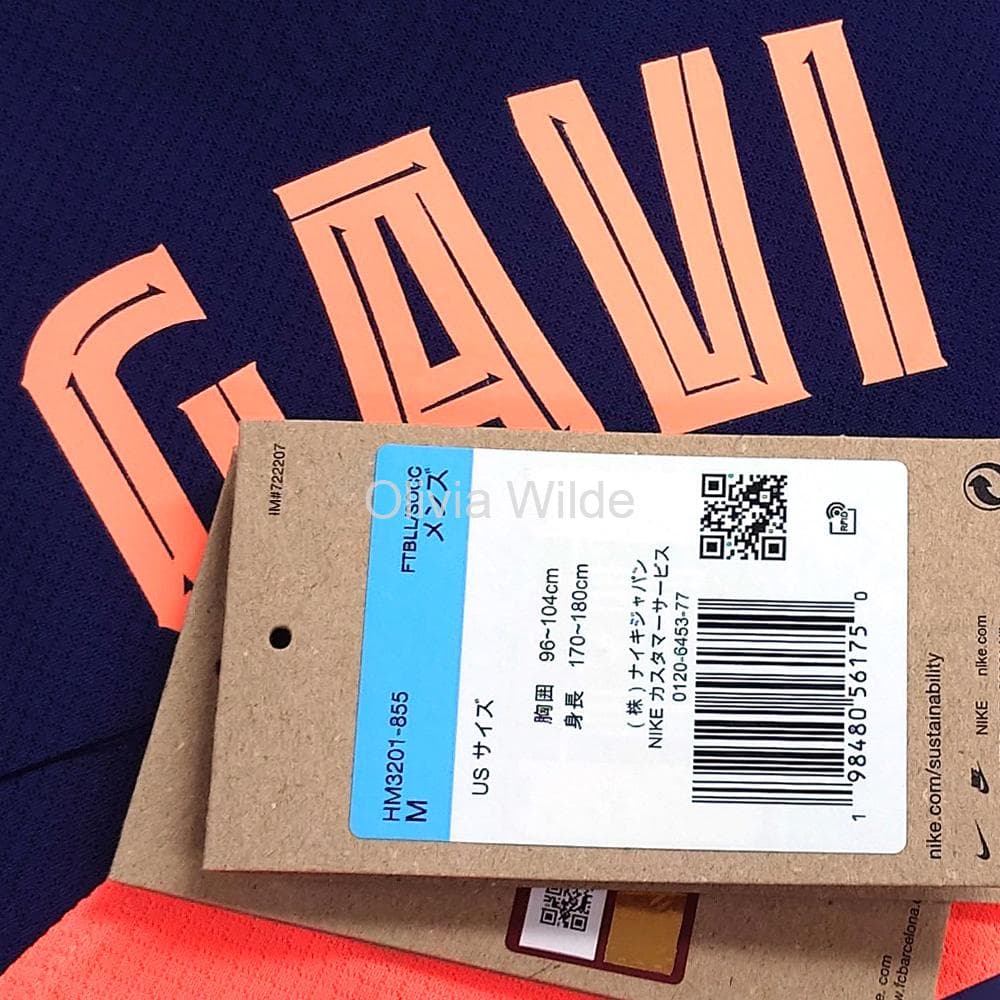 GAVI
IM#722207
FTBLL/SOCC
メンズ
HM3201-855
M
USサイズ
胸囲 96~104cm
身長 170~180cm
(株)ナイキジャパン
NIKE カスタマーサービス
0120-6453-77
RFID
1 98480 56175 0
nike.com/sustainability
NIKE nike.com
.com
w.fcbarcelona.c
Olivia Wilde